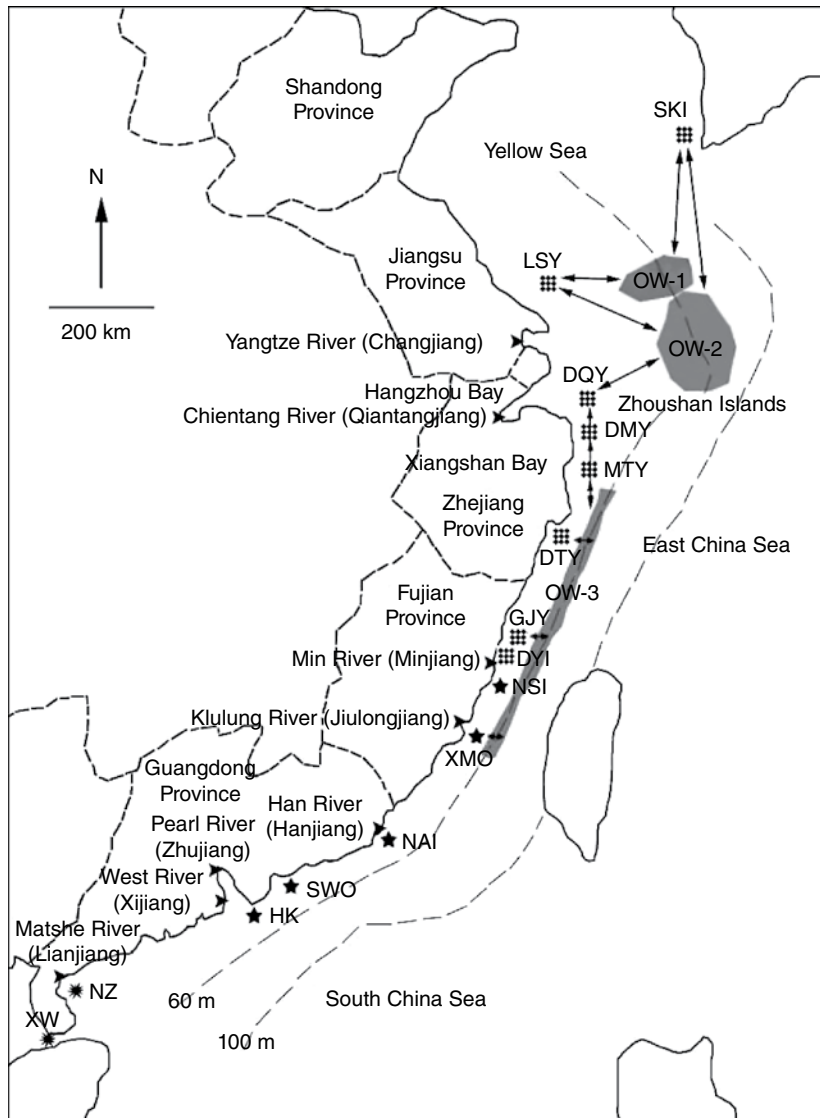 Shandong
Province
SKI
Yellow Sea
N
Jiangsu
Province
LSY
OW-1
200 km
Yangtze River (Changjiang)
OW-2
DQY
Hangzhou Bay
Zhoushan Islands
Chientang River (Qiantangjiang)
DMY
Xiangshan Bay
MTY
Zhejiang
Province
DTY
East China Sea
Fujian
Province
OW-3
GJY
Min River (Minjiang)
DYI
NSI
Klulung River (Jiulongjiang)
XMO
Guangdong
Province
Han River
(Hanjiang)
Pearl River
(Zhujiang)
NAI
West River
(Xijiang)
SWO
HK
Matshe River
(Lianjiang)
NZ
60 m
South China Sea
XW
100 m